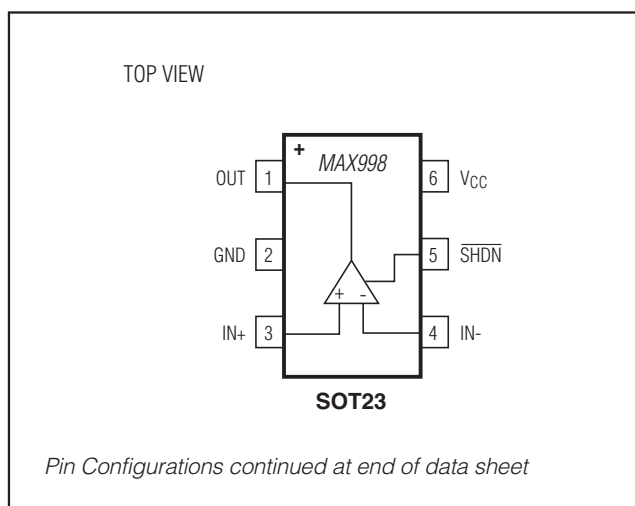 TOP VIEW
+ MAX998
OUT 1 6 VCC
GND 2 5 SHDN
+ -
IN+ 3 4 IN-
SOT23
Pin Configurations continued at end of data sheet